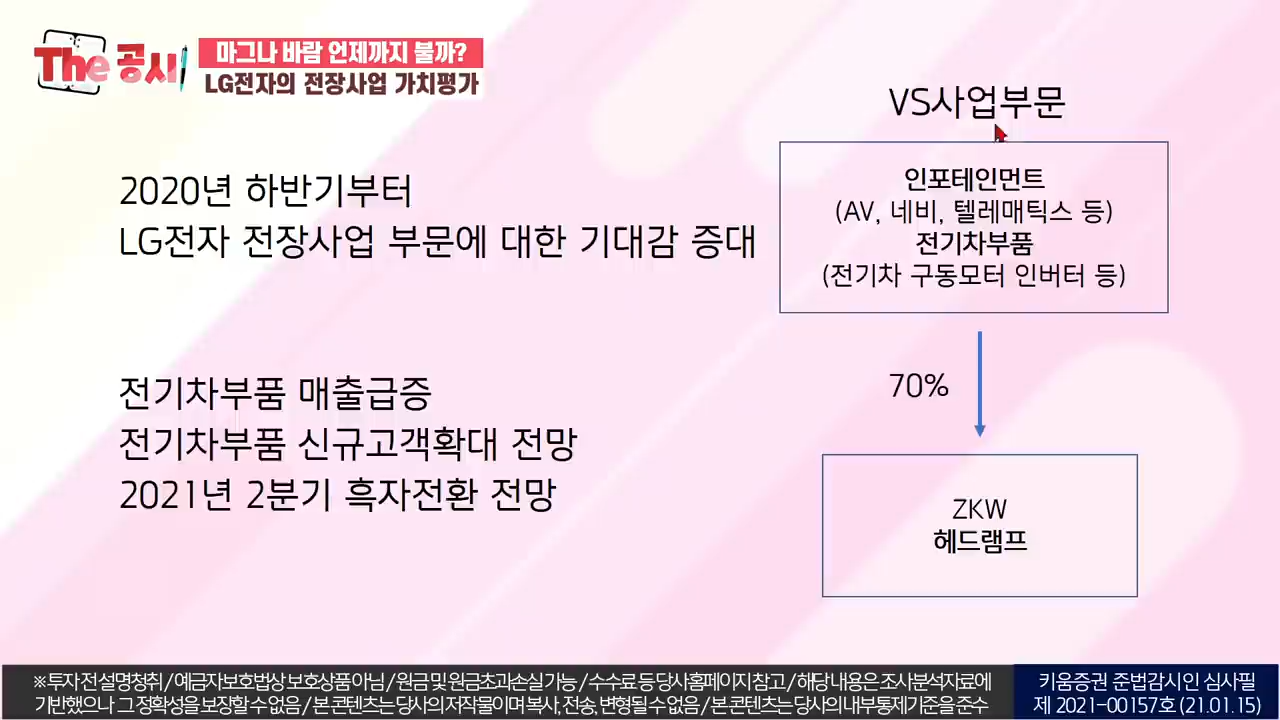 The 공시
마그나 바람 언제까지 불까?
LG전자의 전장사업 가치평가
2020년 하반기부터
LG전자 전장사업 부문에 대한 기대감 증대
전기차부품 매출급증
전기차부품 신규고객확대 전망
2021년 2분기 흑자전환 전망
VS사업부문
인포테인먼트
(AV, 네비, 텔레매틱스 등)
전기차부품
(전기차 구동모터 인버터 등)
70%
ZKW
헤드램프
※ 투자 전 설명청취 / 예금자보호법상 보호상품 아님 / 원금 및 원금초과손실 가능 / 수수료 등 당사홈페이지 참고 / 해당 내용은 조사분석자료에
기반했으나 그 정확성을 보장할 수 없음 / 본 콘텐츠는 당사의 저작물이며 복사, 전송, 변형될 수 없음 / 본 콘텐츠는 당사의 내부통제기준을 준수
키움증권 준법감시인 심사필
제 2021-00157호 (21.01.15)